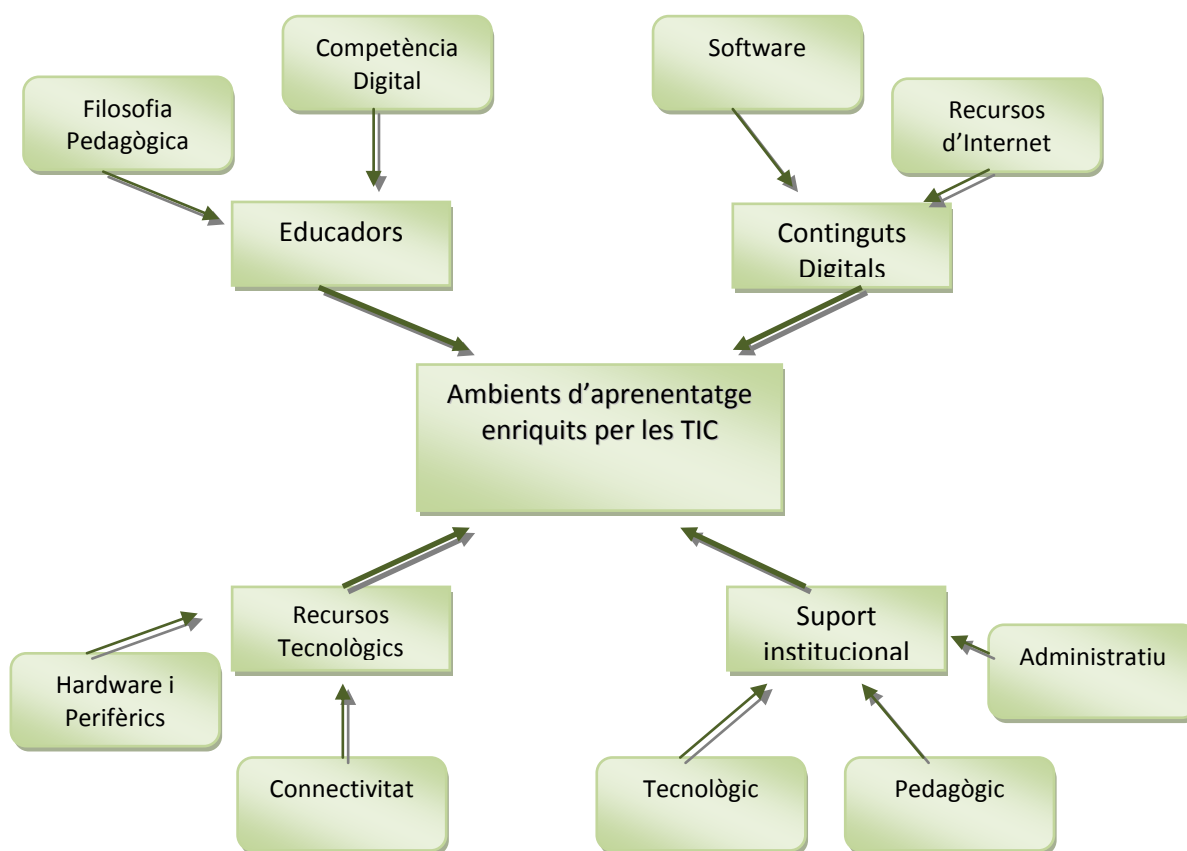 Competència
Digital
Software
Filosofia
Pedagògica
Recursos
d’Internet
Educadors
Continguts
Digitals
Ambients d’aprenentatge
enriquits per les TIC
Recursos
Tecnològics
Suport
institucional
Hardware i
Perifèrics
Administratiu
Connectivitat
Tecnològic
Pedagògic